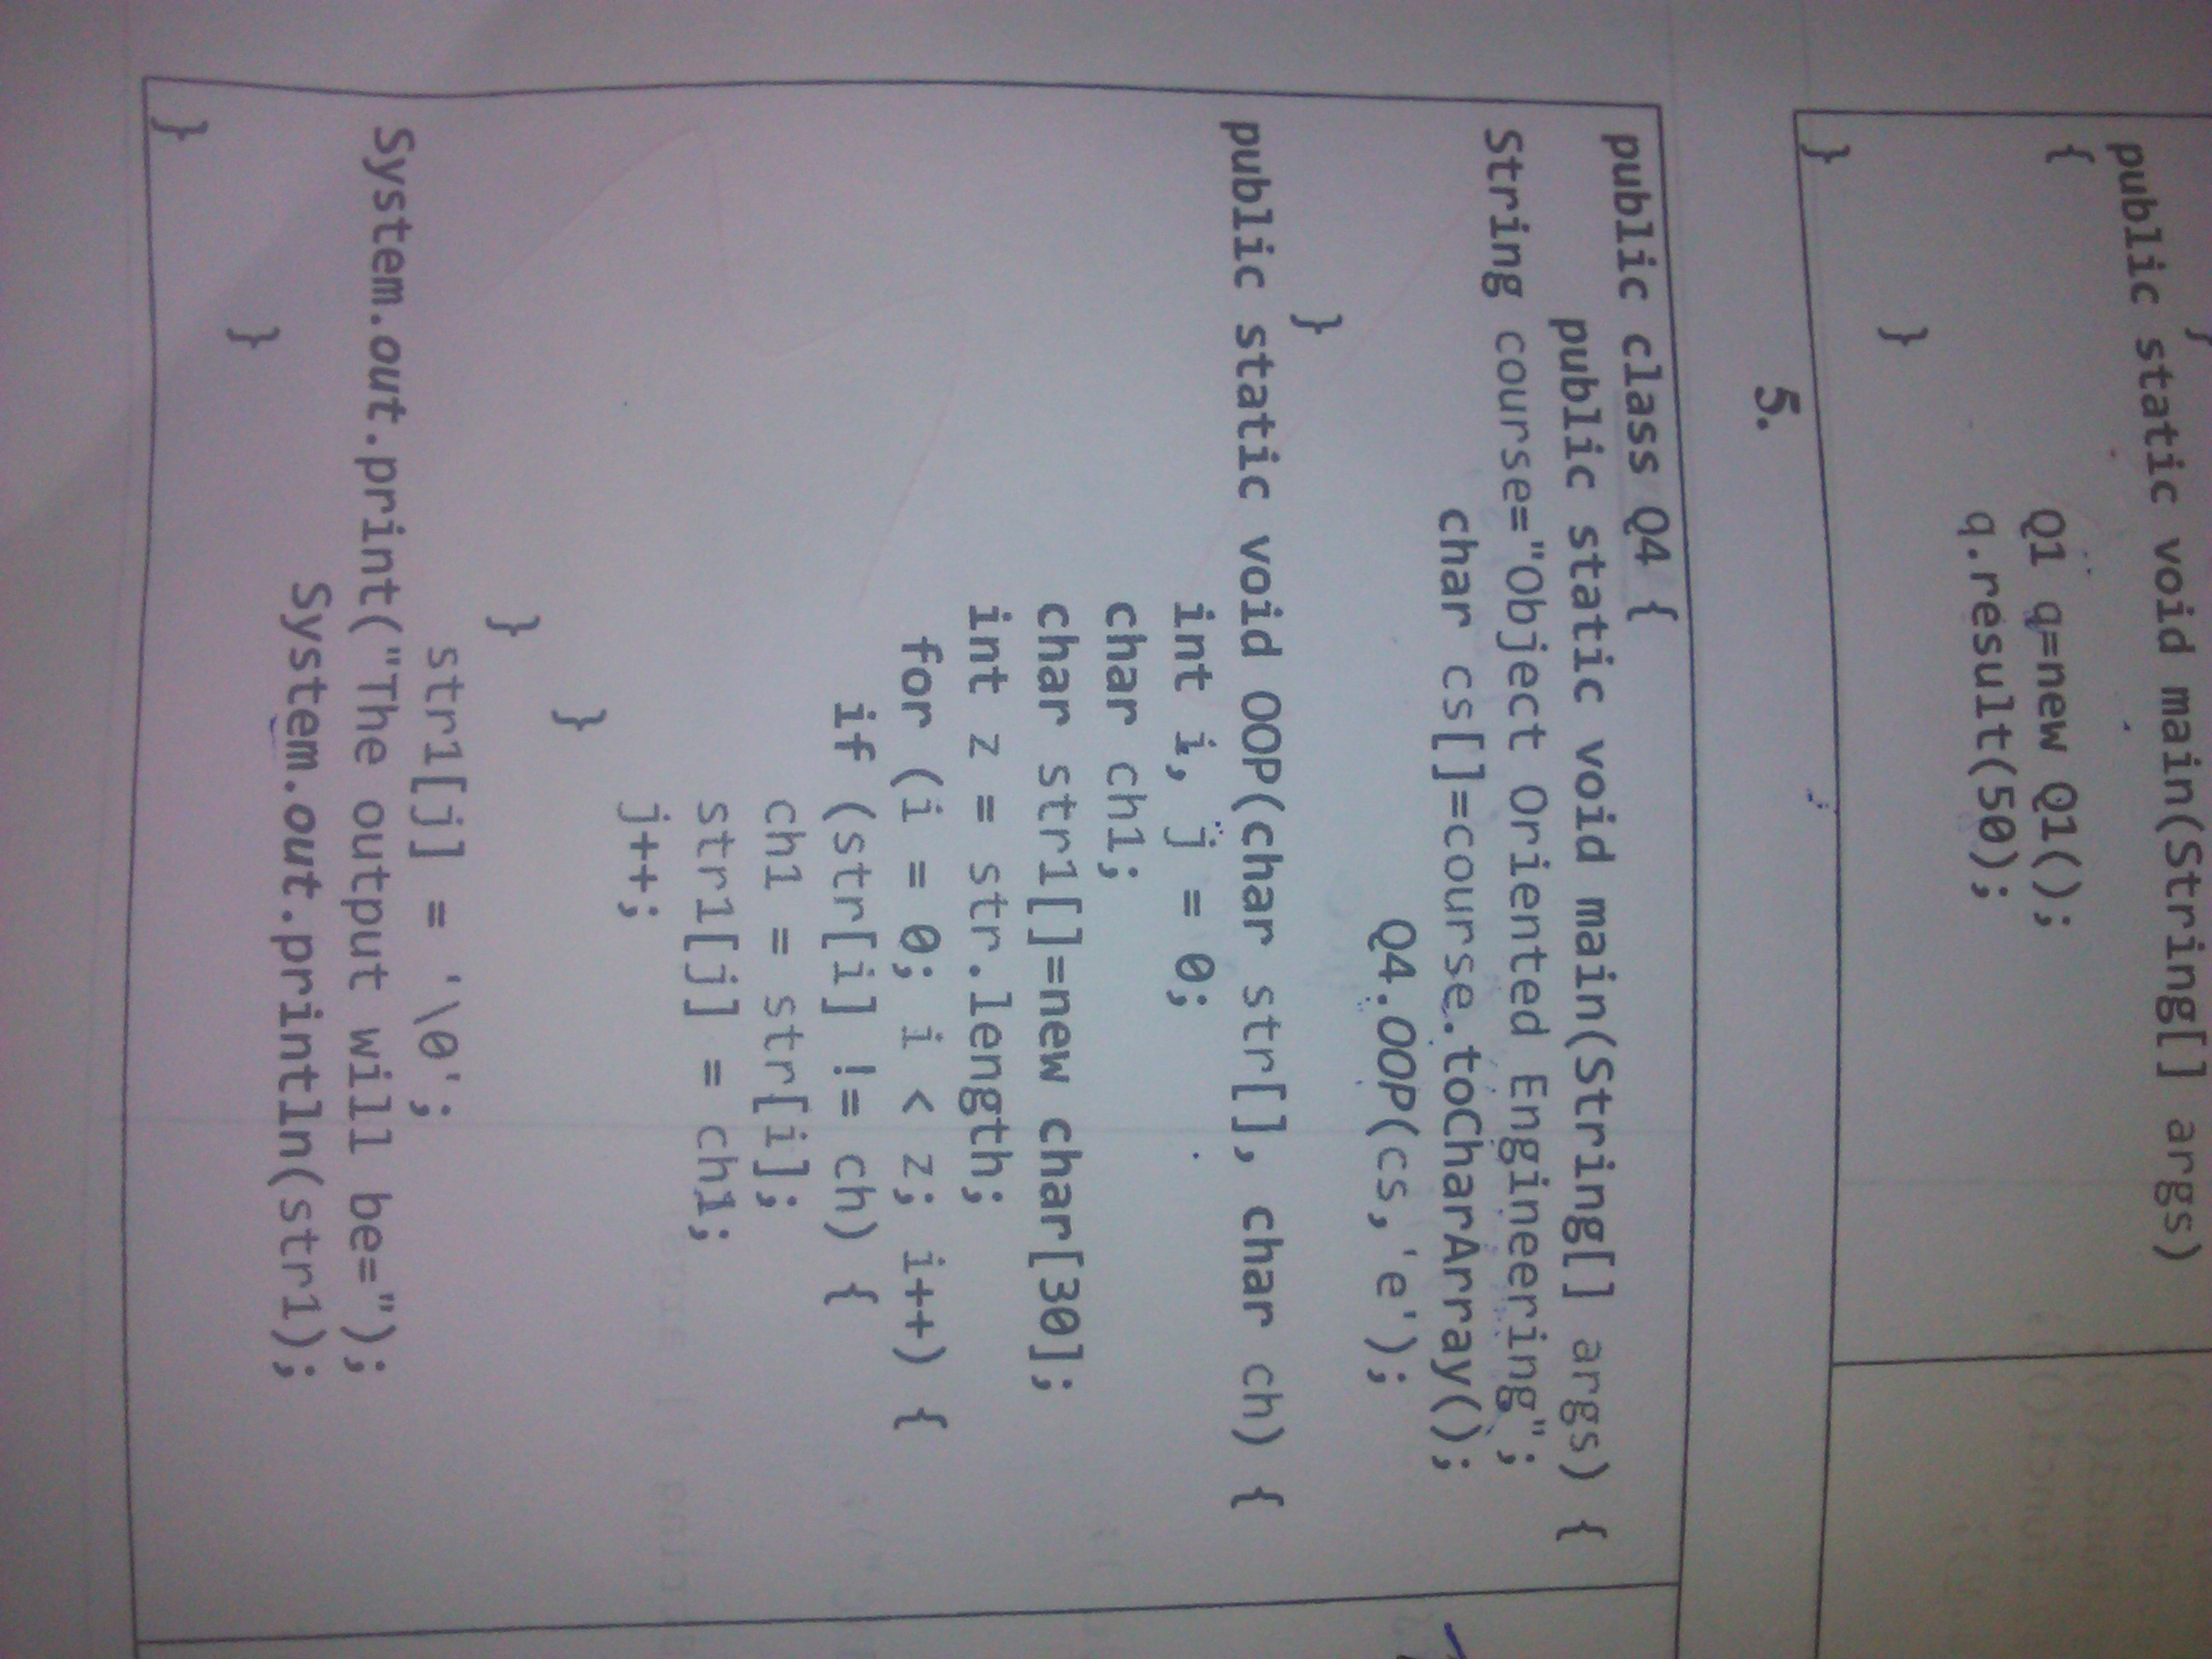 }
public static void main(String[] args)
{
Q1 q=new Q1();
q.result(50);
}
}
5.
public class Q4 {
public static void main(String[] args) {
String course="Object Oriented Engineering";
char cs[]=course.toCharArray();
Q4.OOP(cs,'e');
}
public static void OOP(char str[], char ch) {
int i, j = 0;
char ch1;
char str1[]=new char[30];
int z = str.length;
for (i = 0; i < z; i++) {
if (str[i] != ch) {
ch1 = str[i];
str1[j] = ch1;
j++;
}
}
str1[j] = '\0';
System.out.print("The output will be=");
System.out.println(str1);
}
}